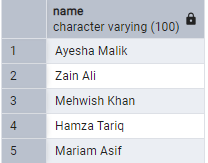 name
character varying (100)
1 Ayesha Malik
2 Zain Ali
3 Mehwish Khan
4 Hamza Tariq
5 Mariam Asif